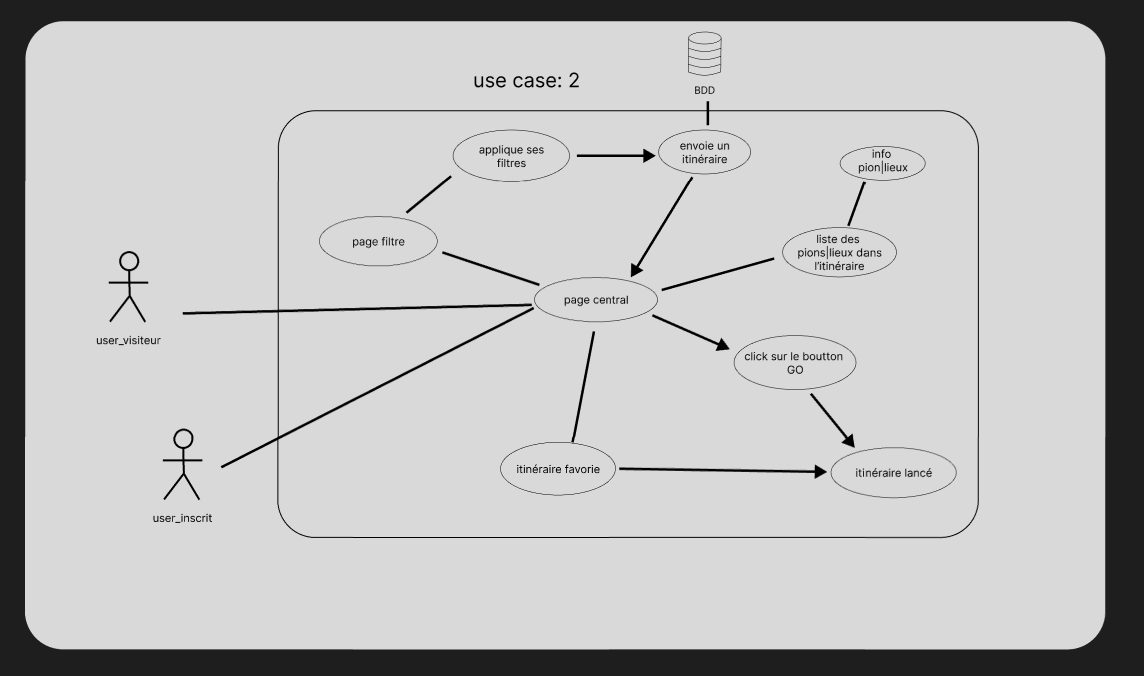 use case: 2
BDD
applique ses
filtres
envoie un
itinéraire
info
pion|lieux
page filtre
liste des
pions|lieux dans
l'itinéraire
page central
user_visiteur
click sur le boutton
GO
itinéraire favorie
itinéraire lancé
user_inscrit